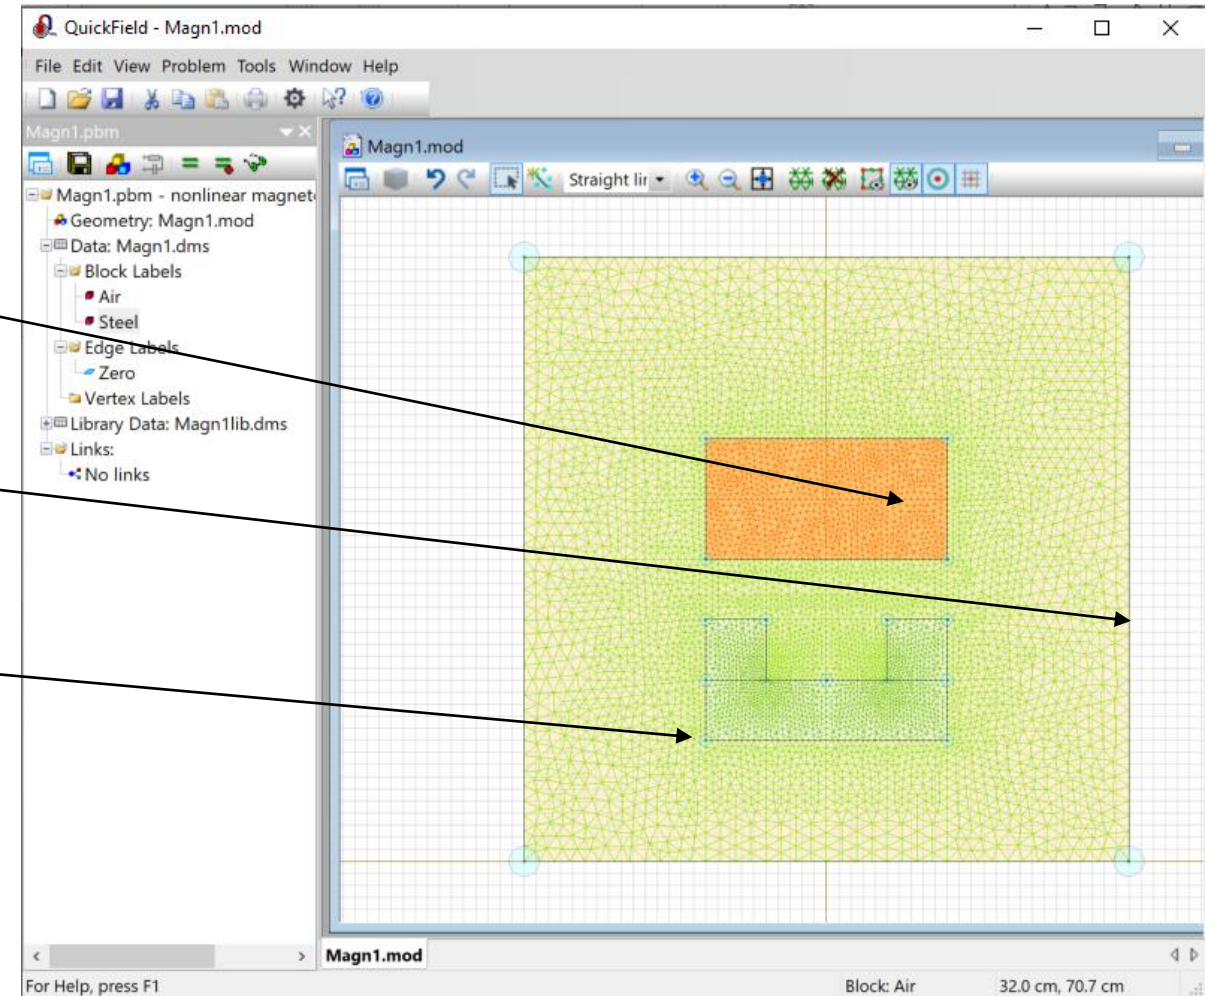 QuickField - Magn1.mod
File Edit View Problem Tools Window Help
Magn1.pbm
Magn1.mod
Straight lir
Magn1.pbm - nonlinear magnet
Geometry: Magn1.mod
Data: Magn1.dms
Block Labels
Air
Steel
Edge Labels
Zero
Vertex Labels
Library Data: Magn1lib.dms
Links:
No links
Magn1.mod
For Help, press F1
Block: Air
32.0 cm, 70.7 cm